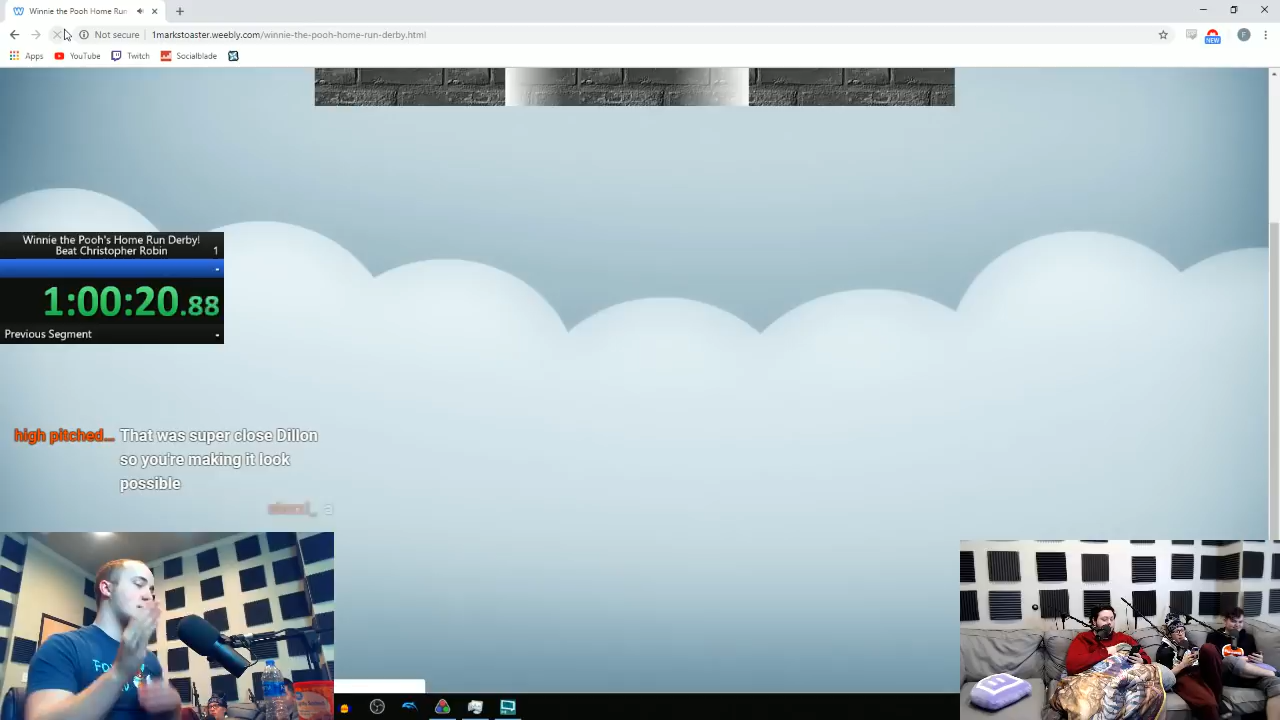 Winnie the Pooh Home Run
Not secure
1markstoaster.weebly.com/winnie-the-pooh-home-run-derby.html
NEW
F
Apps
YouTube
Twitch
Socialblade
Winnie the Pooh's Home Run Derby!
Beat Christopher Robin 1
-
1:00:20.88
Previous Segment -
high pitched... That was super close Dillon
so you're making it look
possible
a